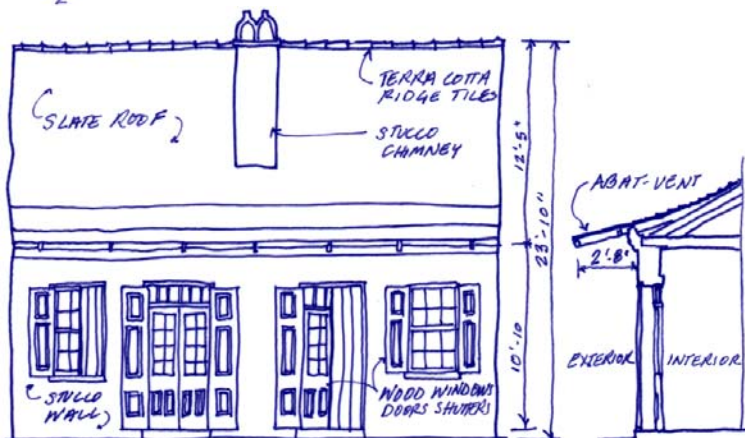 TERRA COTTA
RIDGE TILES
SLATE ROOF
STUCCO
CHIMNEY
12'-5"
23'-10"
ABAT-VENT
2'-8"
10'-10
EXTERIOR
INTERIOR
STUCCO
WALL
WOOD WINDOWS
DOORS SHUTTERS